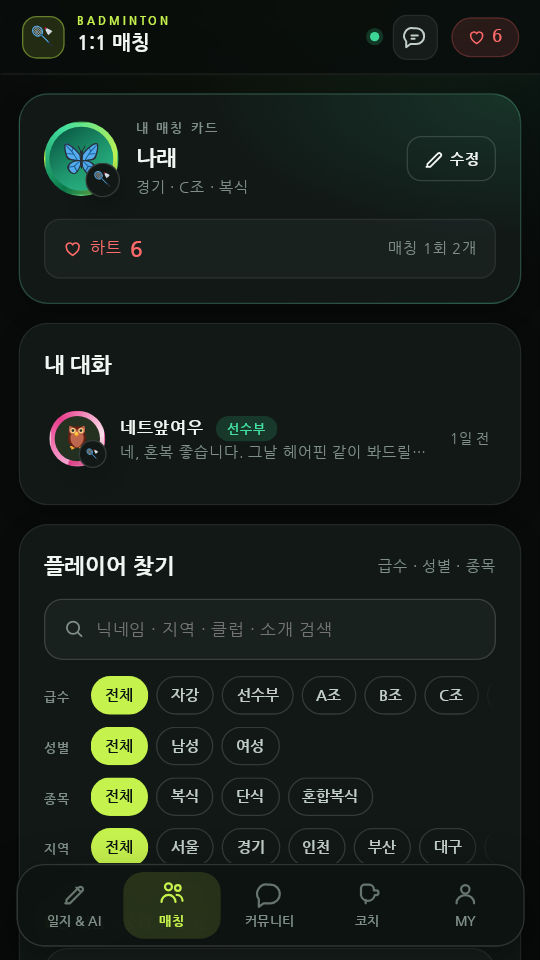 BADMINTON
1:1 매칭
6
내 매칭 카드
나래
경기 · C조 · 복식
수정
하트 6
매칭 1회 2개
내 대화
네트앞여우 선수부
네, 혼복 좋습니다. 그날 헤어핀 같이 봐드릴…
1일 전
플레이어 찾기
급수 · 성별 · 종목
닉네임 · 지역 · 클럽 · 소개 검색
급수 전체 자강 선수부 A조 B조 C조
성별 전체 남성 여성
종목 전체 복식 단식 혼합복식
지역 전체 서울 경기 인천 부산 대구
일지 & AI 매칭 커뮤니티 코치 MY